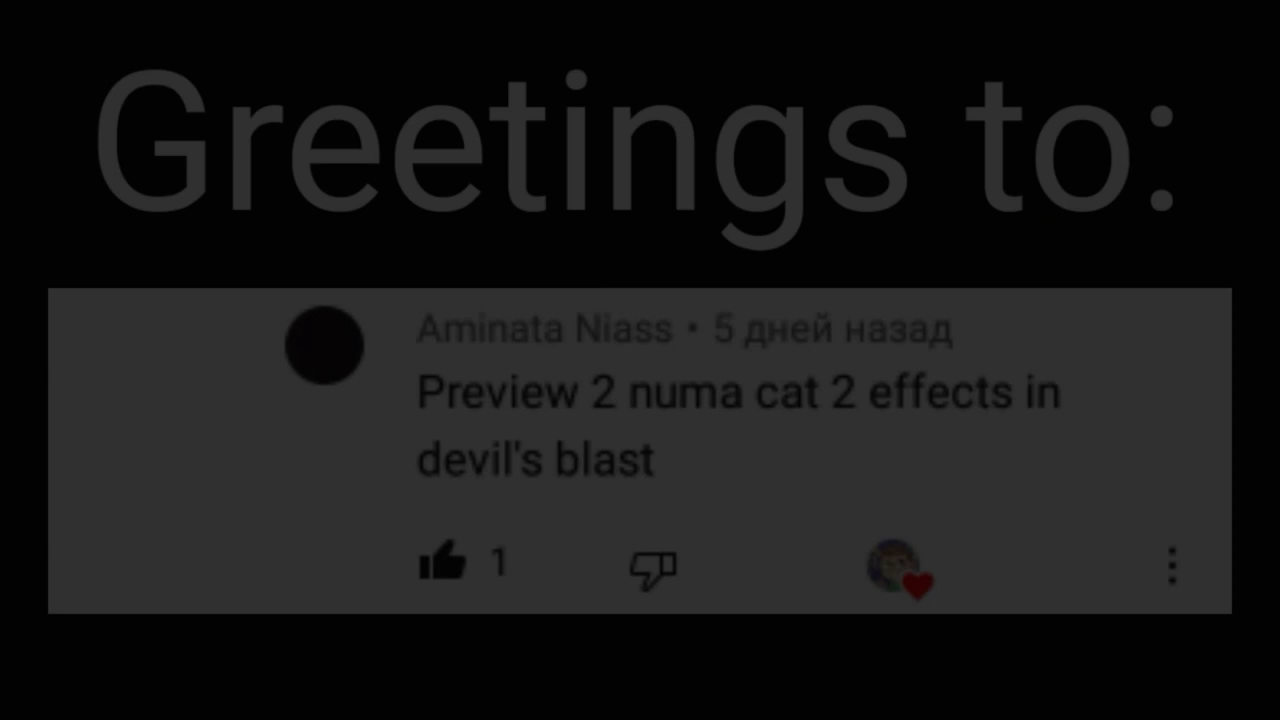 Greetings to:
Aminata Niass • 5 дней назад
Preview 2 numa cat 2 effects in
devil's blast
1